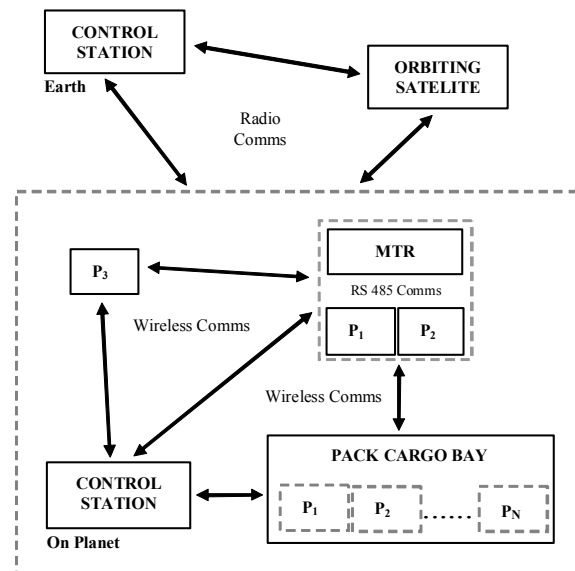 CONTROL
STATION
Earth
ORBITING
SATELITE
Radio
Comms
MTR
RS 485 Comms
P₁
P₂
P₃
Wireless Comms
Wireless Comms
CONTROL
STATION
On Planet
PACK CARGO BAY
P₁
P₂
......
P_N